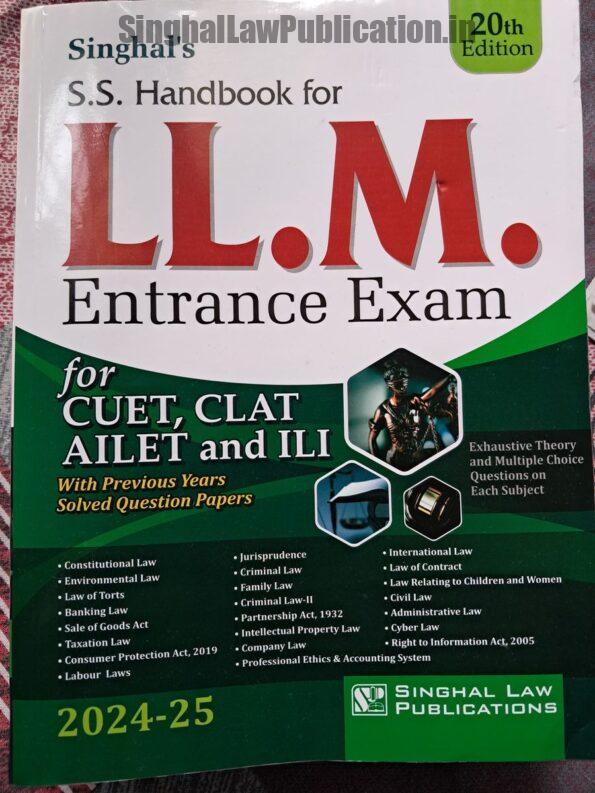 SinghalLawPublication.in
20th
Edition
Singhal's
S.S. Handbook for
LL.M.
Entrance Exam
for
CUET, CLAT
AILET and ILI
With Previous Years
Solved Question Papers
Exhaustive Theory
and Multiple Choice
Questions on
Each Subject
• Constitutional Law
• Environmental Law
• Law of Torts
• Banking Law
• Sale of Goods Act
• Taxation Law
• Consumer Protection Act, 2019
• Labour Laws
• Jurisprudence
• Criminal Law
• Family Law
• Criminal Law-II
• Partnership Act, 1932
• Intellectual Property Law
• Company Law
• Professional Ethics & Accounting System
• International Law
• Law of Contract
• Law Relating to Children and Women
• Civil Law
• Administrative Law
• Cyber Law
• Right to Information Act, 2005
2024-25
SINGHAL LAW
PUBLICATIONS